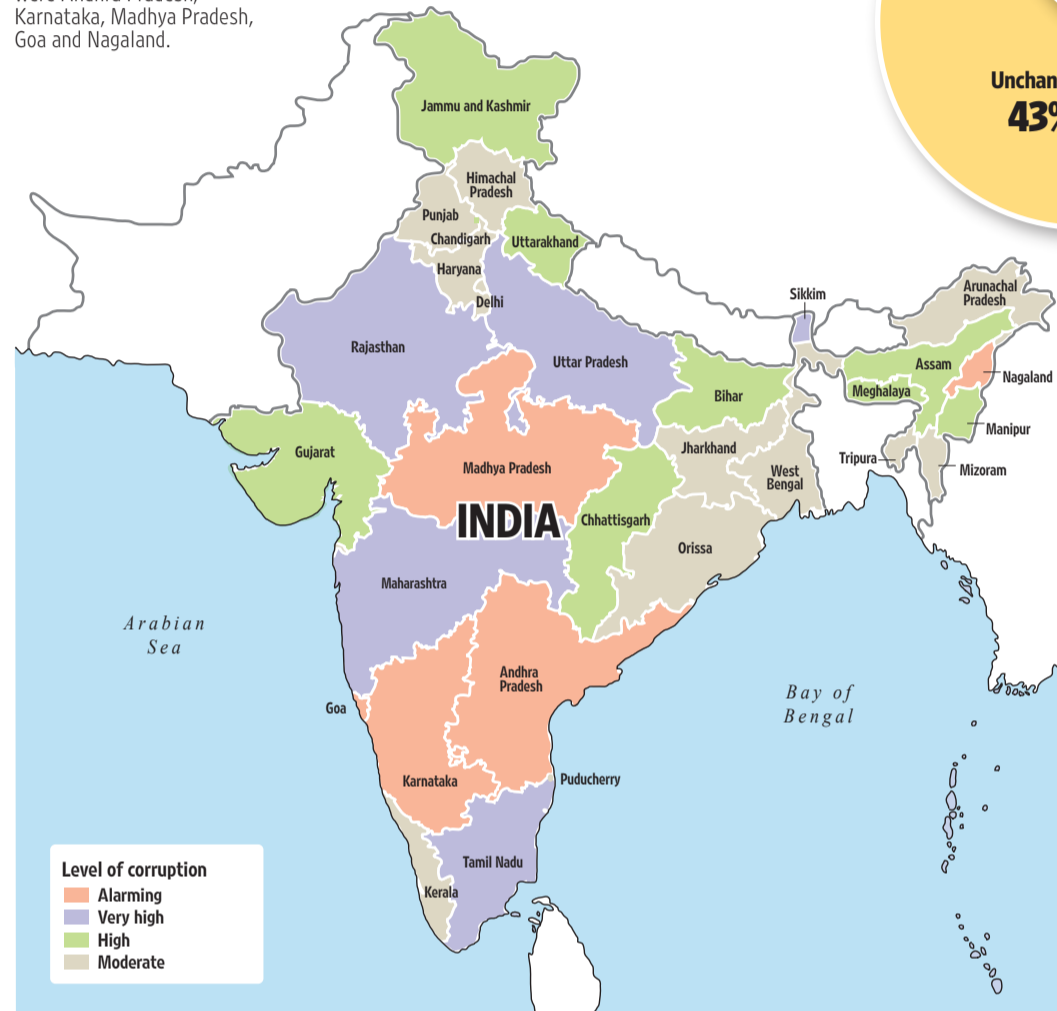 were Andhra Pradesh,
Karnataka, Madhya Pradesh,
Goa and Nagaland.
43%
Jammu and Kashmir
Himachal
Pradesh
Punjab
Chandigarh
Uttarakhand
Haryana
Delhi
Sikkim
Arunachal
Pradesh
Rajasthan
Uttar Pradesh
Assam
Nagaland
Meghalaya
Bihar
Manipur
Gujarat
Jharkhand
Tripura
Madhya Pradesh
West
Bengal
Mizoram
INDIA
Chhattisgarh
Orissa
Maharashtra
Arabian
Sea
Andhra
Pradesh
Bay of
Bengal
Goa
Karnataka
Puducherry
Tamil Nadu
Kerala
Level of corruption
Alarming
Very high
High
Moderate